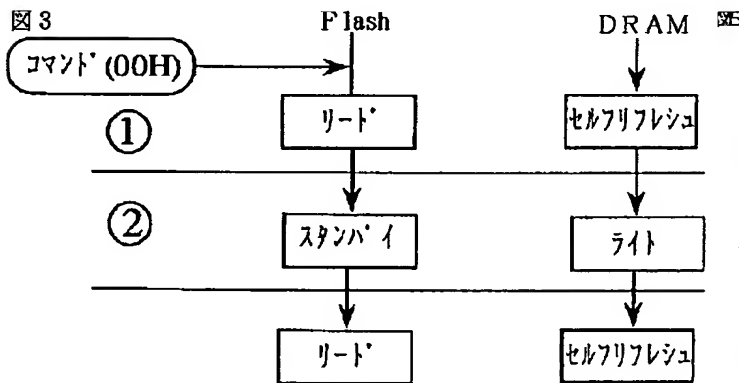 図3
Flash
DRAM
コマンド(00H)
リード
セルフリフレシュ
①
スタンバイ
ライト
②
リード
セルフリフレシュ